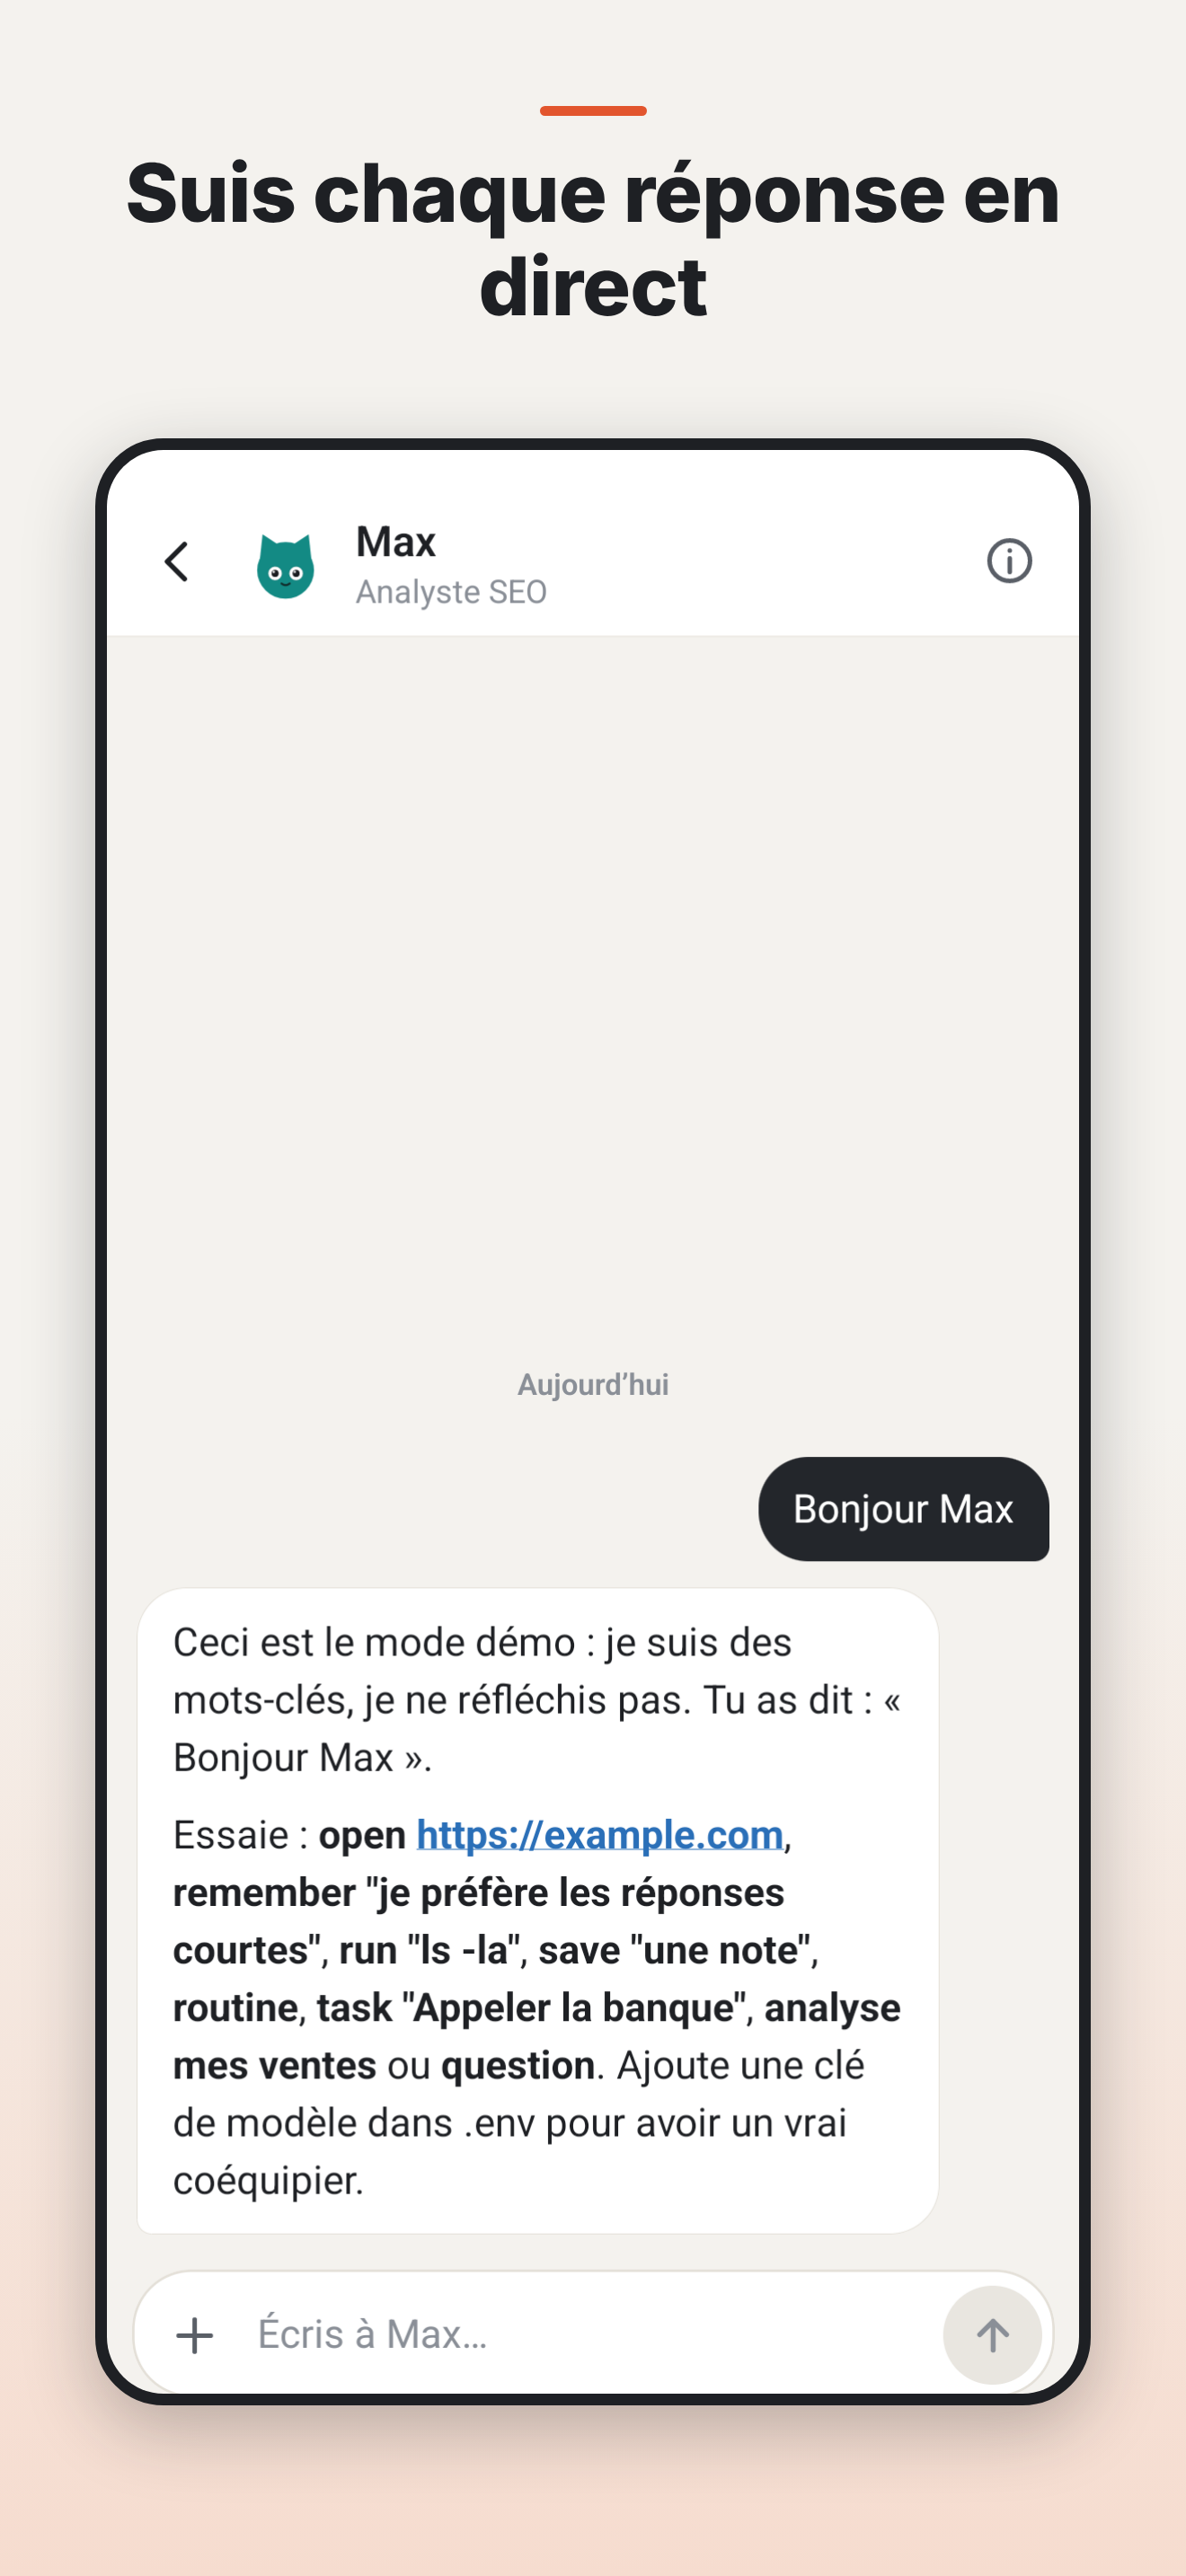 Suis chaque réponse en
direct
Max
Analyste SEO
Aujourd’hui
Bonjour Max
Ceci est le mode démo : je suis des
mots-clés, je ne réfléchis pas. Tu as dit : «
Bonjour Max ».
Essaie : open https://example.com,
remember "je préfère les réponses
courtes", run "ls -la", save "une note",
routine, task "Appeler la banque", analyse
mes ventes ou question. Ajoute une clé
de modèle dans .env pour avoir un vrai
coéquipier.
Écris à Max...